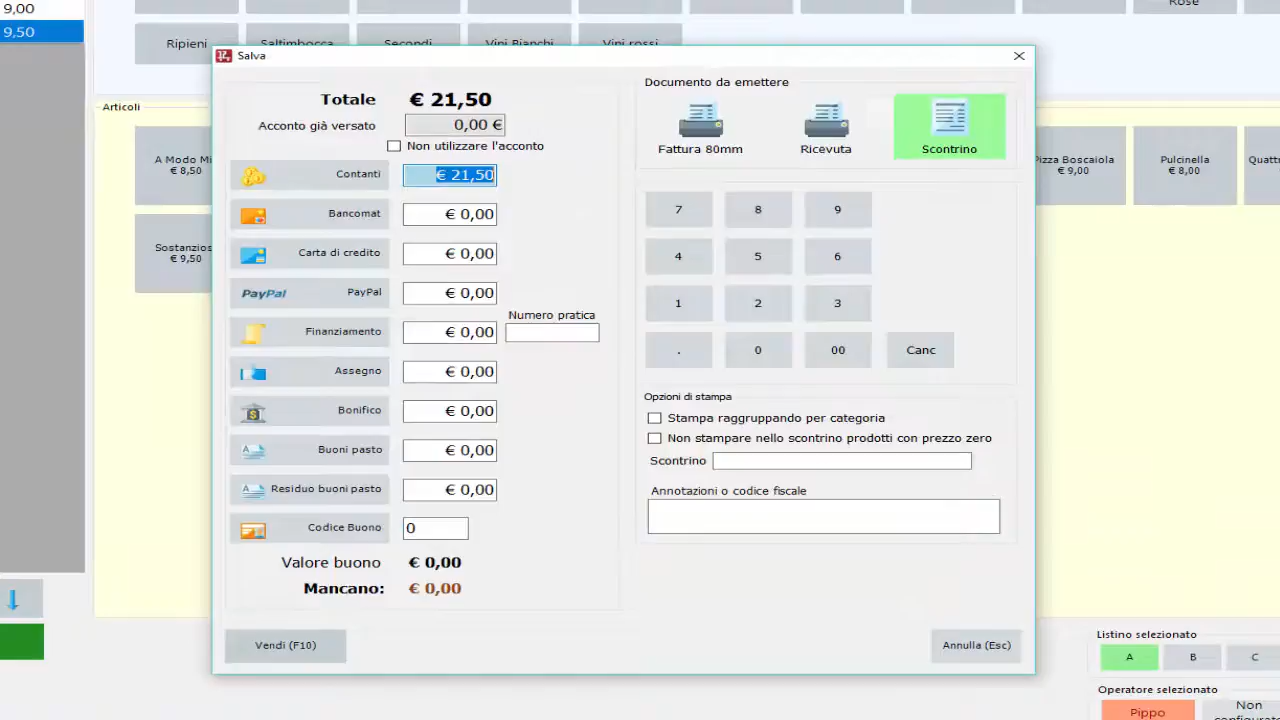 9,00
9,50
Rose
Ripieni
Saltimbocca
Secondi
Vini Bianchi
Vini rossi
Articoli
A Modo Mi
€ 8,50
Sostanzios
€ 9,50
Pizza Boscaiola
€ 9,00
Pulcinella
€ 8,00
Quattr
Salva
Totale € 21,50
Acconto già versato 0,00 €
Non utilizzare l'acconto
Contanti € 21,50
Bancomat € 0,00
Carta di credito € 0,00
PayPal PayPal € 0,00
Numero pratica
Finanziamento € 0,00
Assegno € 0,00
Bonifico € 0,00
Buoni pasto € 0,00
Residuo buoni pasto € 0,00
Codice Buono 0
Valore buono € 0,00
Mancano: € 0,00
Vendi (F10)
Documento da emettere
Fattura 80mm
Ricevuta
Scontrino
7 8 9
4 5 6
1 2 3
. 0 00 Canc
Opzioni di stampa
Stampa raggruppando per categoria
Non stampare nello scontrino prodotti con prezzo zero
Scontrino
Annotazioni o codice fiscale
Annulla (Esc)
Listino selezionato
A B C
Operatore selezionato
Pippo
Non